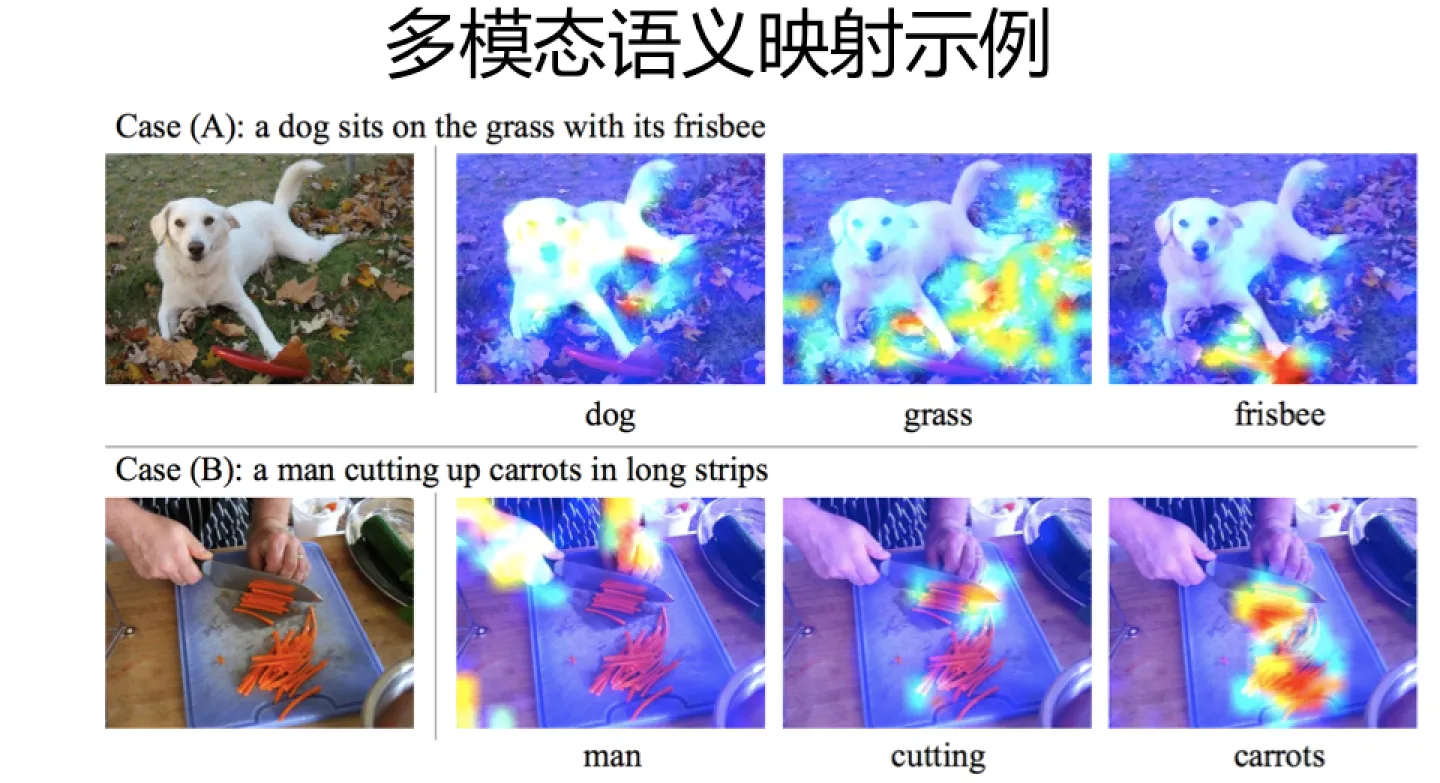 多模态语义映射示例
Case (A): a dog sits on the grass with its frisbee
dog
grass
frisbee
Case (B): a man cutting up carrots in long strips
man
cutting
carrots